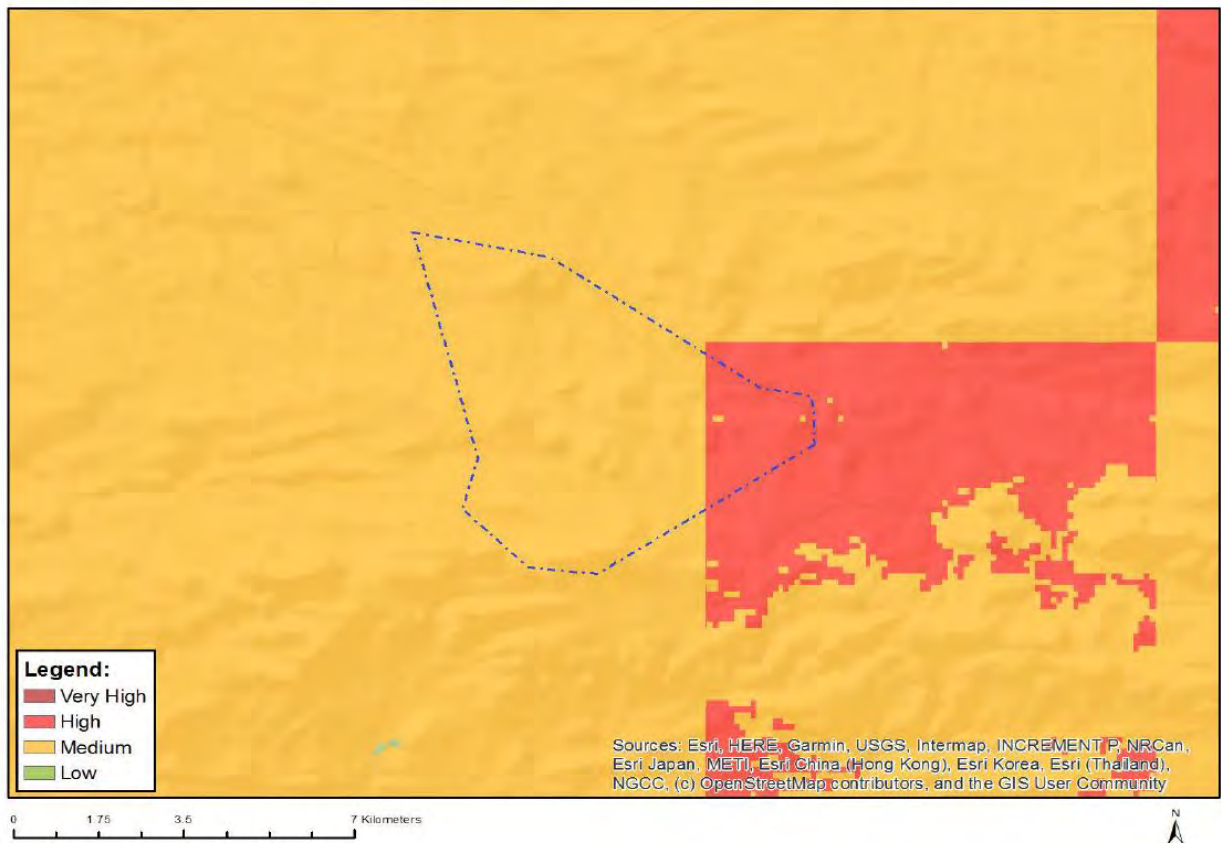 Legend:
Very High
High
Medium
Low
Sources: Esri, HERE, Garmin, USGS, Intermap, INCREMENT P, NRCan,
Esri Japan, METI, Esri China (Hong Kong), Esri Korea, Esri (Thailand),
NGCC, (c) OpenStreetMap contributors, and the GIS User Community
0 1.75 3.5 7 Kilometers
N